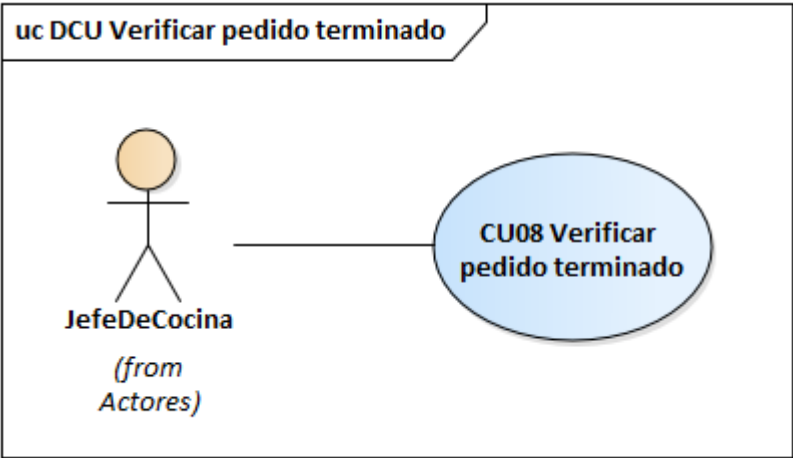 uc DCU Verificar pedido terminado
CU08 Verificar
pedido terminado
JefeDeCocina
(from
Actores)